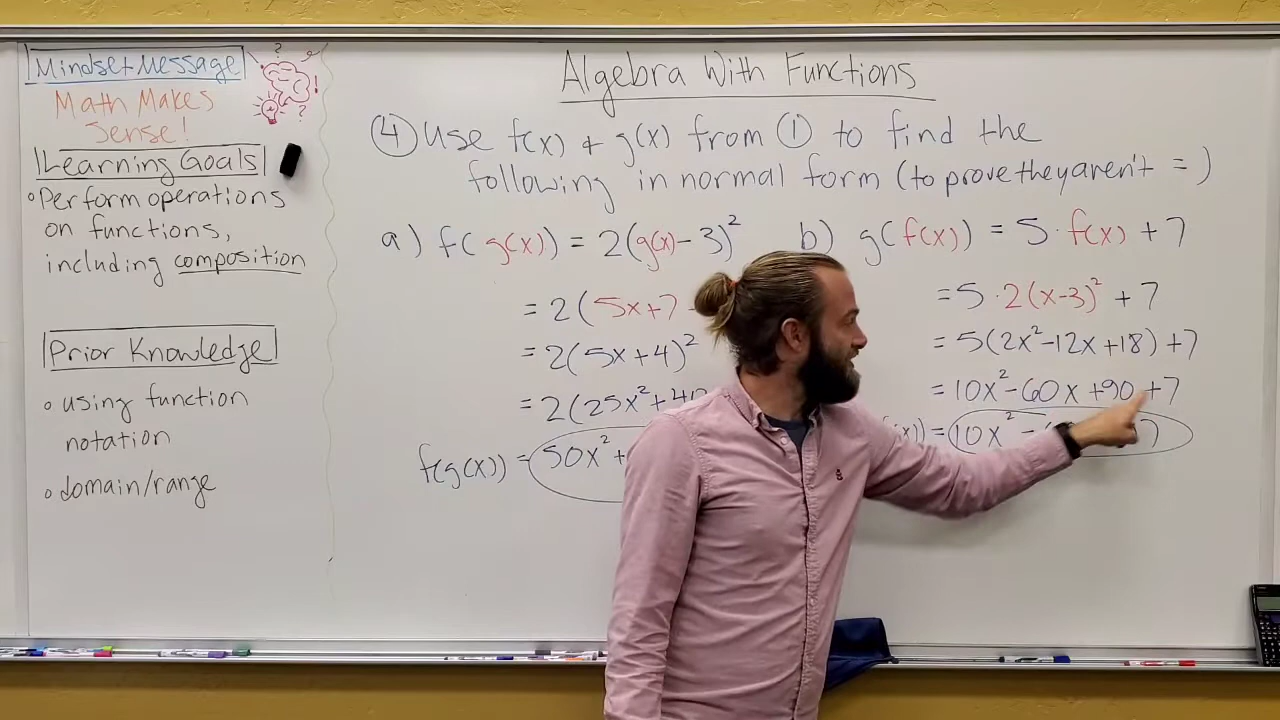 Mindset Message
Math Makes
Sense!
Learning Goals
Perform operations
on functions,
including composition
Prior Knowledge
using function
notation
domain/range
Algebra With Functions
④ Use f(x) & g(x) from ① to find the
following in normal form (to prove they aren't = )
a) f(g(x)) = 2(g(x)-3)²
= 2(5x+7
= 2(5x+4)²
= 2(25x²+40
f(g(x)) = 50x²+
b) g(f(x)) = 5·f(x)+7
= 5·2(x-3)²+7
= 5(2x²-12x+18)+7
= 10x²-60x+90+7
(x)) = 10x² -